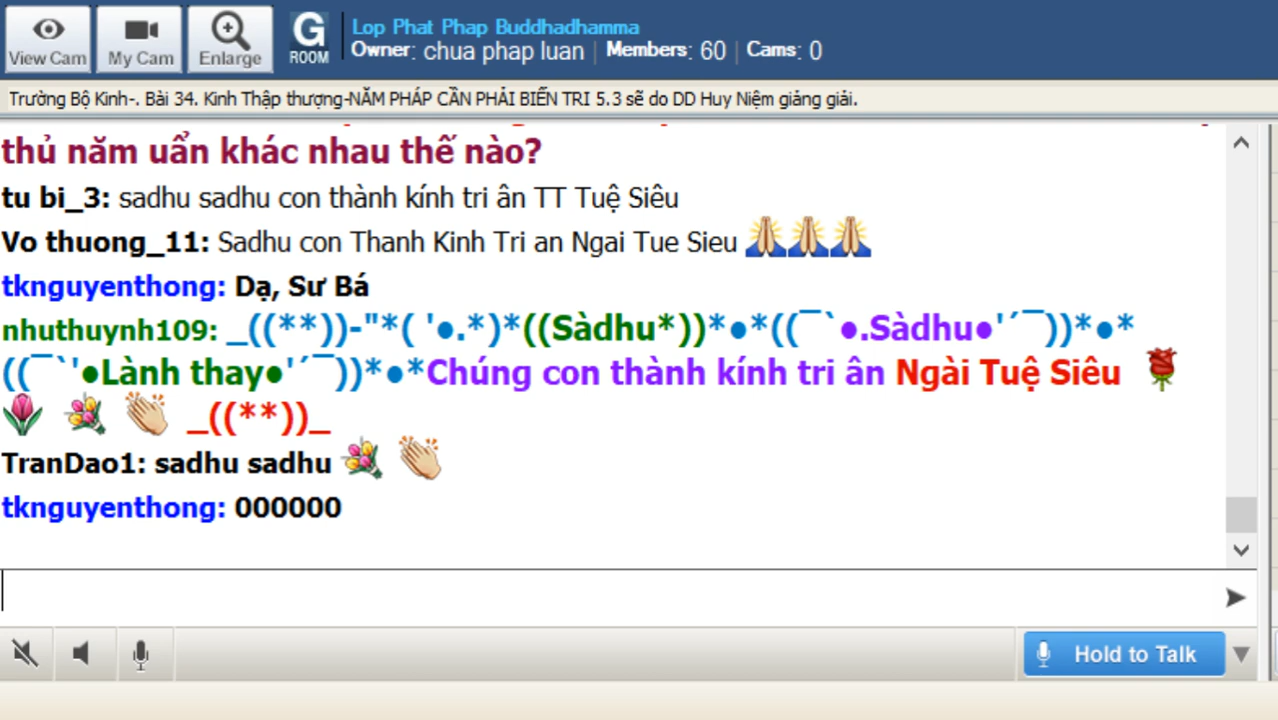 View Cam
My Cam
Enlarge
G
ROOM
Lop Phat Phap Buddhadhamma
Owner: chua phap luan | Members: 60 | Cams: 0
Trường Bộ Kinh-. Bài 34. Kinh Thập thượng-NĂM PHÁP CẦN PHẢI BIẾN TRI 5.3 sẽ do DD Huy Niệm giảng giải.
thủ năm uẩn khác nhau thế nào?
tu bi_3: sadhu sadhu con thành kính tri ân TT Tuệ Siêu
Vo thuong_11: Sadhu con Thanh Kinh Tri an Ngai Tue Sieu 🙏🙏🙏
tknguyenthong: Dạ, Sư Bá
nhuthuynh109: _((**))-"*( '●.*)*((Sàdhu*))*●*((¯`●.Sàdhu●'´¯))*●*
((¯`'●Lành thay●'´¯))*●*Chúng con thành kính tri ân Ngài Tuệ Siêu 🌹
🌷 💐 👏 _((**))_
TranDao1: sadhu sadhu 💐 👏
tknguyenthong: 000000
Hold to Talk